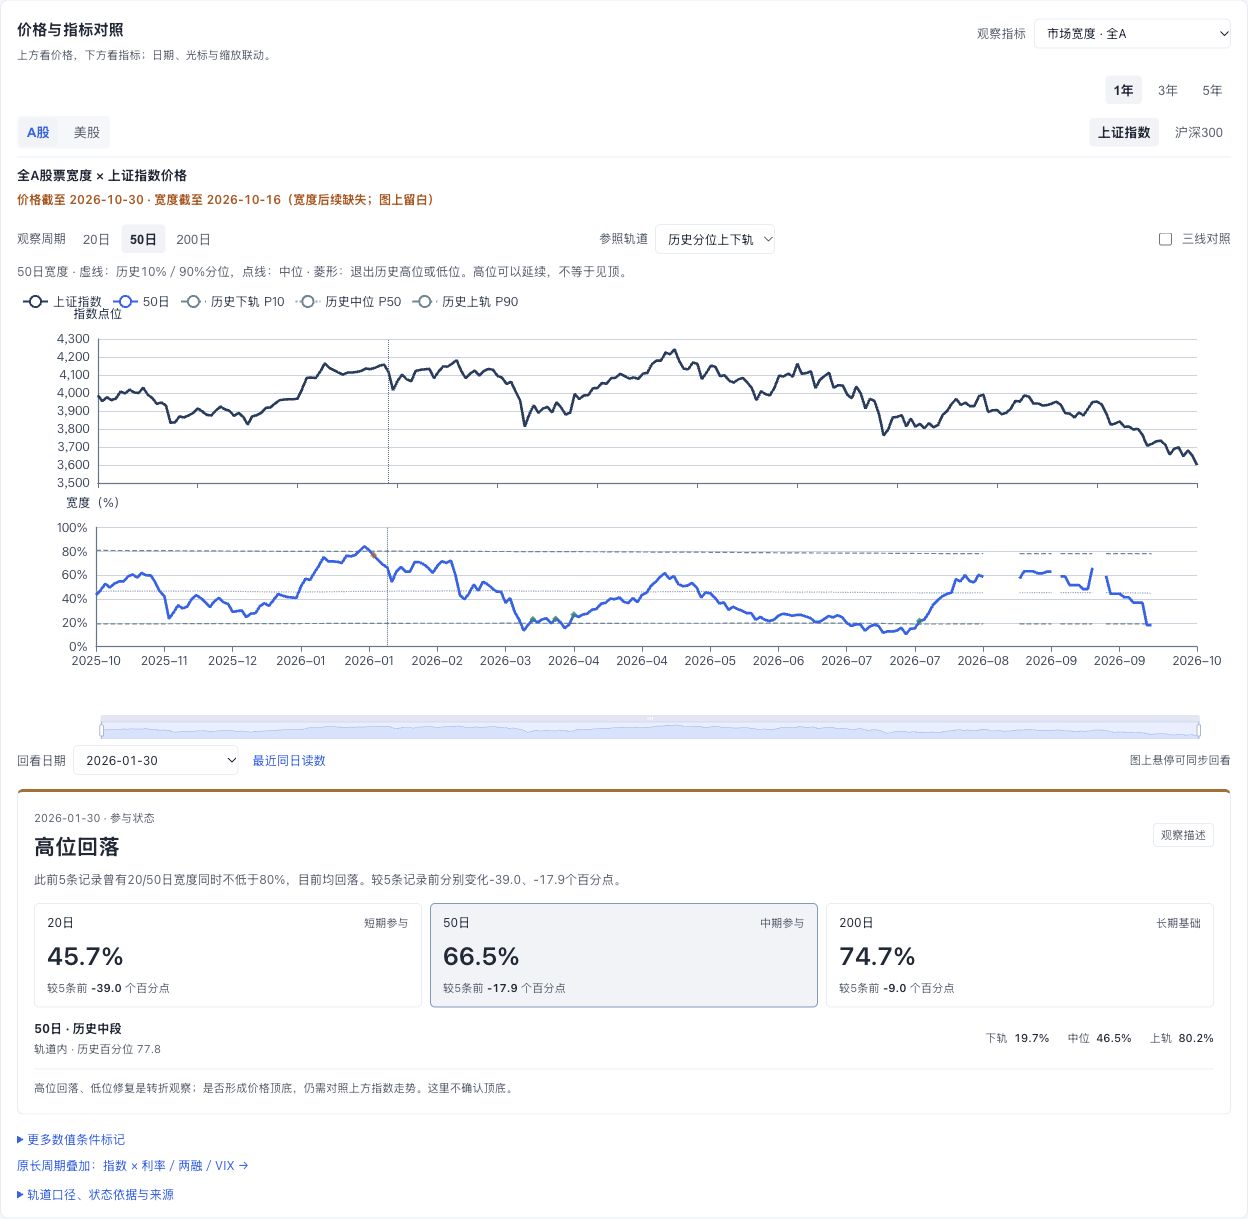 价格与指标对照
观察指标 市场宽度 · 全A
上方看价格，下方看指标；日期、光标与缩放联动。
1年 3年 5年
A股 美股
上证指数 沪深300
全A股票宽度 × 上证指数价格
价格截至 2026-10-30 · 宽度截至 2026-10-16（宽度后续缺失；图上留白）
观察周期 20日 50日 200日
参照轨道 历史分位上下轨
三线对照
50日宽度 · 虚线：历史10% / 90%分位，点线：中位 · 菱形：退出历史高位或低位。高位可以延续，不等于见顶。
上证指数 50日 历史下轨 P10 历史中位 P50 历史上轨 P90
指数点位
4,300
4,200
4,100
4,000
3,900
3,800
3,700
3,600
3,500
宽度（%）
100%
80%
60%
40%
20%
0%
2025-10 2025-11 2025-12 2026-01 2026-01 2026-02 2026-03 2026-04 2026-04 2026-05 2026-06 2026-07 2026-07 2026-08 2026-09 2026-09 2026-10
回看日期 2026-01-30 最近同日读数
图上悬停可同步回看
2026-01-30 · 参与状态
高位回落
观察描述
此前5条记录曾有20/50日宽度同时不低于80%，目前均回落。较5条记录前分别变化-39.0、-17.9个百分点。
20日 短期参与
45.7%
较5条前 -39.0 个百分点
50日 中期参与
66.5%
较5条前 -17.9 个百分点
200日 长期基础
74.7%
较5条前 -9.0 个百分点
50日 · 历史中段
轨道内 · 历史百分位 77.8
下轨 19.7% 中位 46.5% 上轨 80.2%
高位回落、低位修复是转折观察；是否形成价格顶底，仍需对照上方指数走势。这里不确认顶底。
▶ 更多数值条件标记
原长周期叠加：指数 × 利率 / 两融 / VIX →
▶ 轨道口径、状态依据与来源